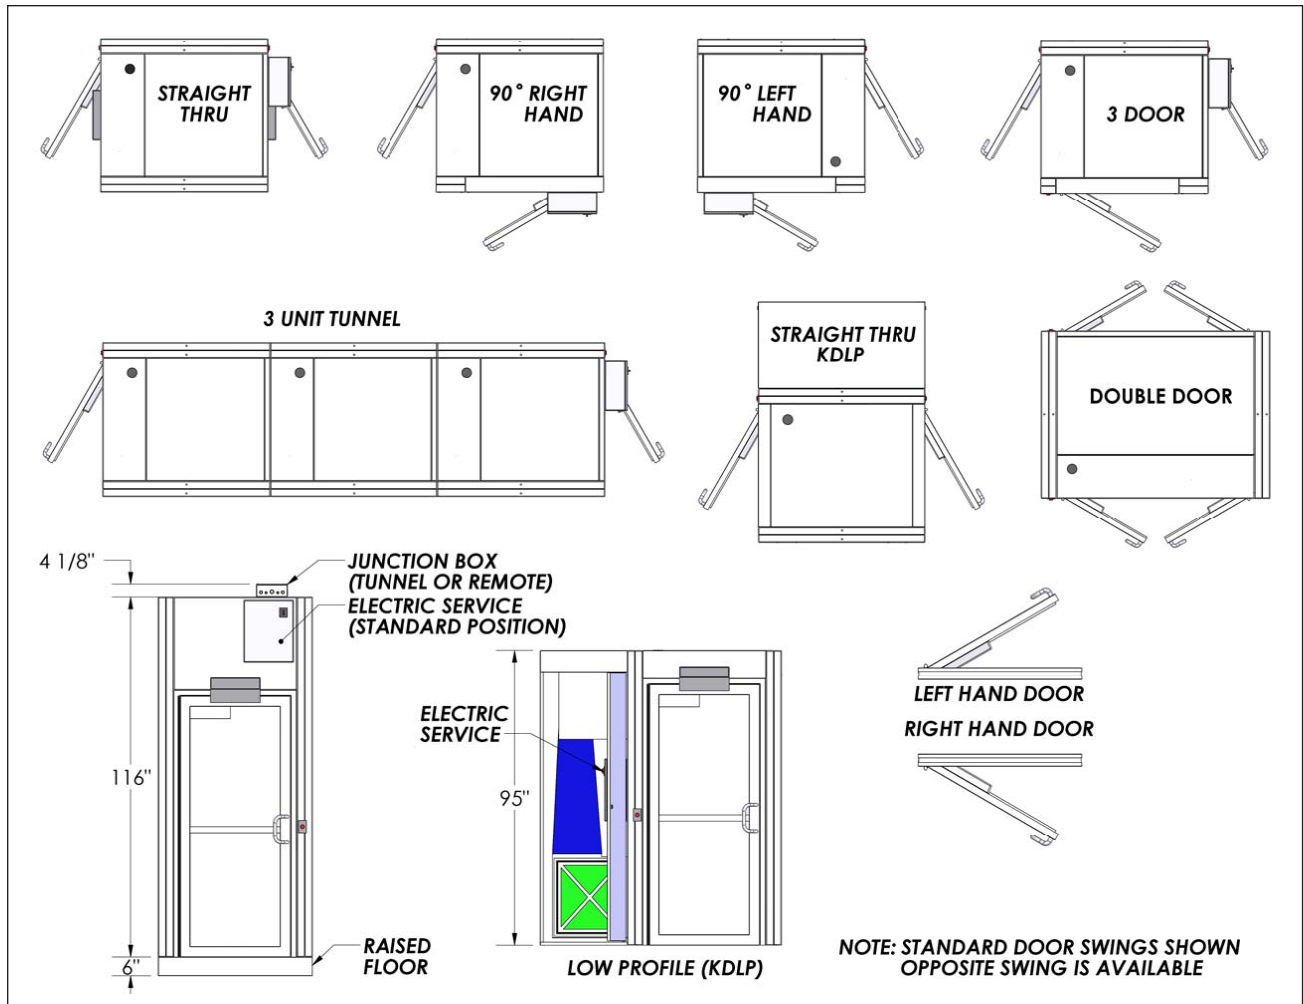 STRAIGHT
THRU
90° RIGHT
HAND
90° LEFT
HAND
3 DOOR
3 UNIT TUNNEL
STRAIGHT THRU
KDLP
DOUBLE DOOR
4 1/8"
JUNCTION BOX
(TUNNEL OR REMOTE)
ELECTRIC SERVICE
(STANDARD POSITION)
116"
6"
RAISED
FLOOR
ELECTRIC
SERVICE
95"
LOW PROFILE (KDLP)
LEFT HAND DOOR
RIGHT HAND DOOR
NOTE: STANDARD DOOR SWINGS SHOWN
OPPOSITE SWING IS AVAILABLE